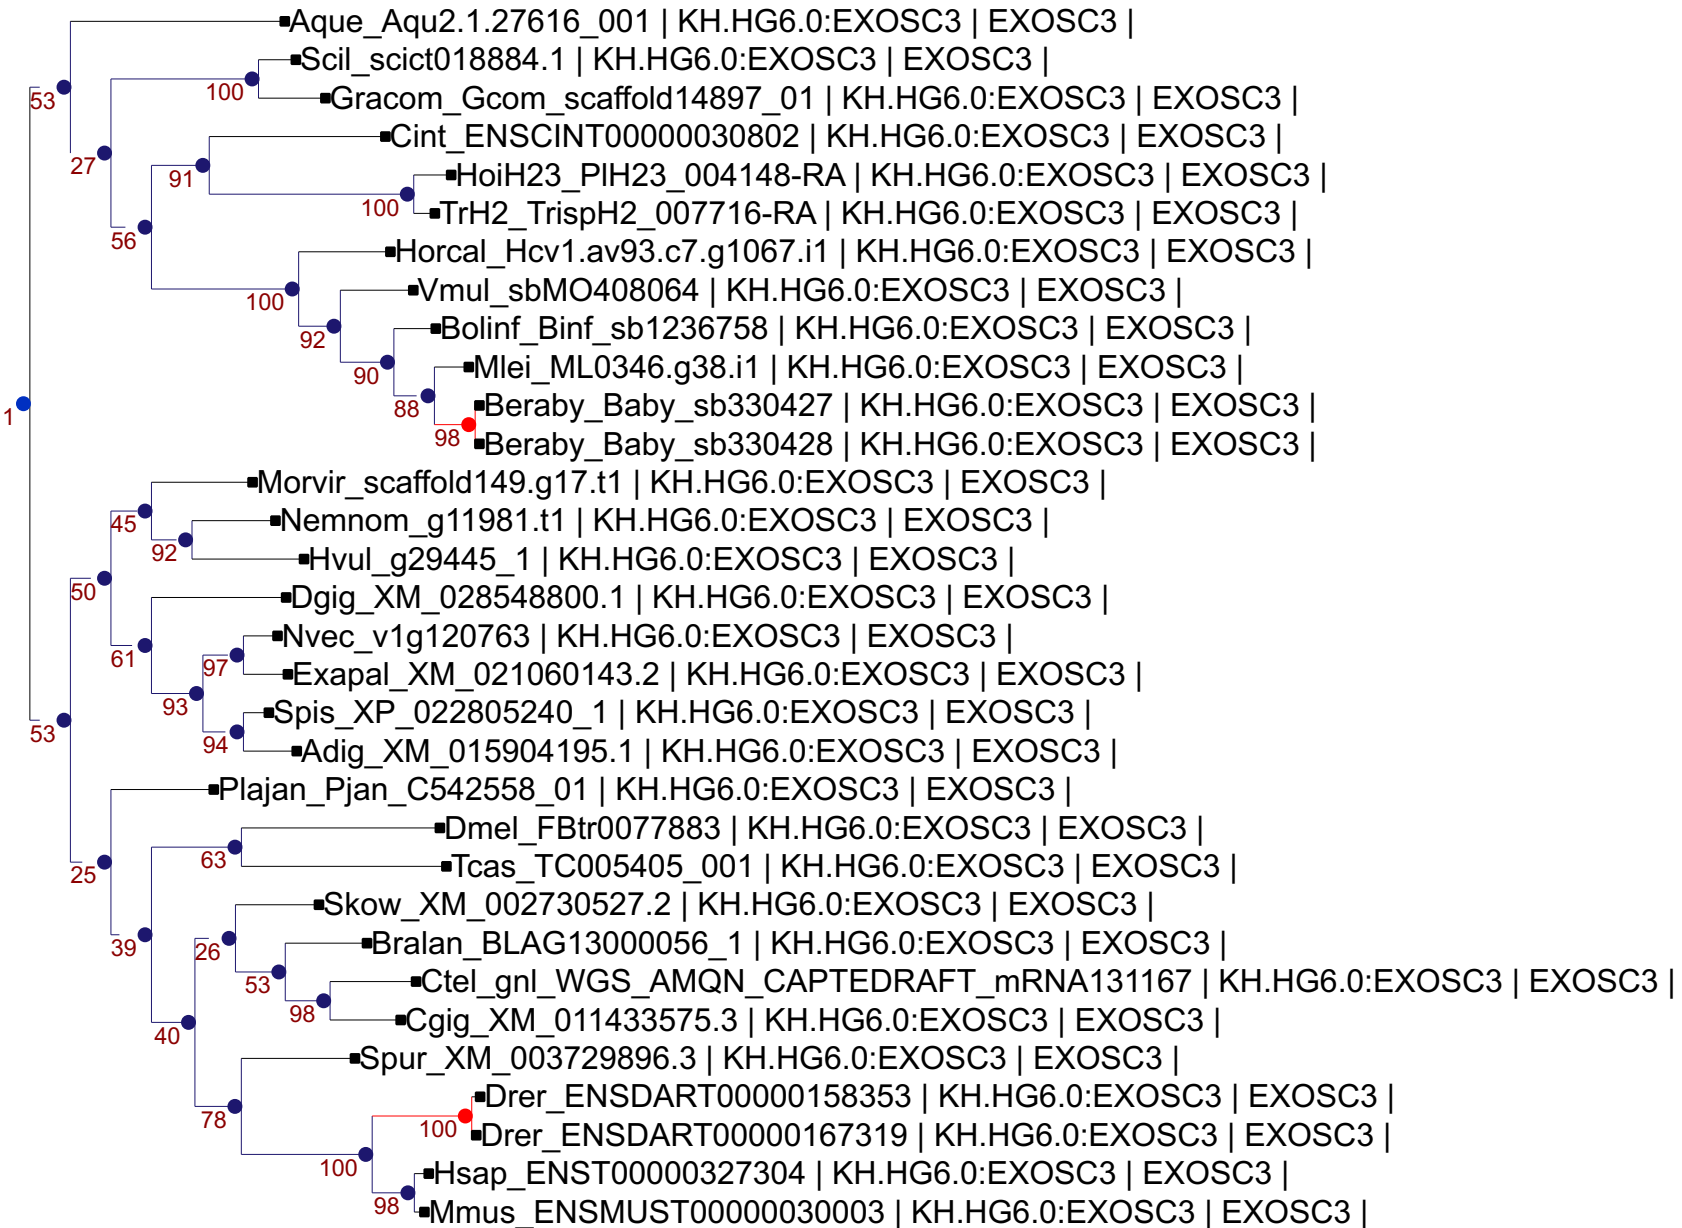 Aque_Aqu2.1.27616_001 | KH.HG6.0:EXOSC3 | EXOSC3 |
Scil_scict018884.1 | KH.HG6.0:EXOSC3 | EXOSC3 |
53
100
Gracom_Gcom_scaffold14897_01 | KH.HG6.0:EXOSC3 | EXOSC3 |
Cint_ENSCINT00000030802 | KH.HG6.0:EXOSC3 | EXOSC3 |
27
91
HoiH23_PlH23_004148-RA | KH.HG6.0:EXOSC3 | EXOSC3 |
100
TrH2_TrispH2_007716-RA | KH.HG6.0:EXOSC3 | EXOSC3 |
56
Horcal_Hcv1.av93.c7.g1067.i1 | KH.HG6.0:EXOSC3 | EXOSC3 |
Vmul_sbMO408064 | KH.HG6.0:EXOSC3 | EXOSC3 |
100
Bolinf_Binf_sb1236758 | KH.HG6.0:EXOSC3 | EXOSC3 |
92
Mlei_ML0346.g38.i1 | KH.HG6.0:EXOSC3 | EXOSC3 |
90
Beraby_Baby_sb330427 | KH.HG6.0:EXOSC3 | EXOSC3 |
88
1
98
Beraby_Baby_sb330428 | KH.HG6.0:EXOSC3 | EXOSC3 |
Morvir_scaffold149.g17.t1 | KH.HG6.0:EXOSC3 | EXOSC3 |
45
Nemnom_g11981.t1 | KH.HG6.0:EXOSC3 | EXOSC3 |
92
Hvul_g29445_1 | KH.HG6.0:EXOSC3 | EXOSC3 |
50
Dgig_XM_028548800.1 | KH.HG6.0:EXOSC3 | EXOSC3 |
Nvec_v1g120763 | KH.HG6.0:EXOSC3 | EXOSC3 |
61
97
Exapal_XM_021060143.2 | KH.HG6.0:EXOSC3 | EXOSC3 |
93
Spis_XP_022805240_1 | KH.HG6.0:EXOSC3 | EXOSC3 |
53
94
Adig_XM_015904195.1 | KH.HG6.0:EXOSC3 | EXOSC3 |
Plajan_Pjan_C542558_01 | KH.HG6.0:EXOSC3 | EXOSC3 |
Dmel_FBtr0077883 | KH.HG6.0:EXOSC3 | EXOSC3 |
63
Tcas_TC005405_001 | KH.HG6.0:EXOSC3 | EXOSC3 |
25
Skow_XM_002730527.2 | KH.HG6.0:EXOSC3 | EXOSC3 |
39
26
Bralan_BLAG13000056_1 | KH.HG6.0:EXOSC3 | EXOSC3 |
53
Ctel_gnl_WGS_AMQN_CAPTEDRAFT_mRNA131167 | KH.HG6.0:EXOSC3 | EXOSC3 |
98
Cgig_XM_011433575.3 | KH.HG6.0:EXOSC3 | EXOSC3 |
40
Spur_XM_003729896.3 | KH.HG6.0:EXOSC3 | EXOSC3 |
Drer_ENSDART00000158353 | KH.HG6.0:EXOSC3 | EXOSC3 |
78
100
Drer_ENSDART00000167319 | KH.HG6.0:EXOSC3 | EXOSC3 |
100
Hsap_ENST00000327304 | KH.HG6.0:EXOSC3 | EXOSC3 |
98
Mmus_ENSMUST00000030003 | KH.HG6.0:EXOSC3 | EXOSC3 |